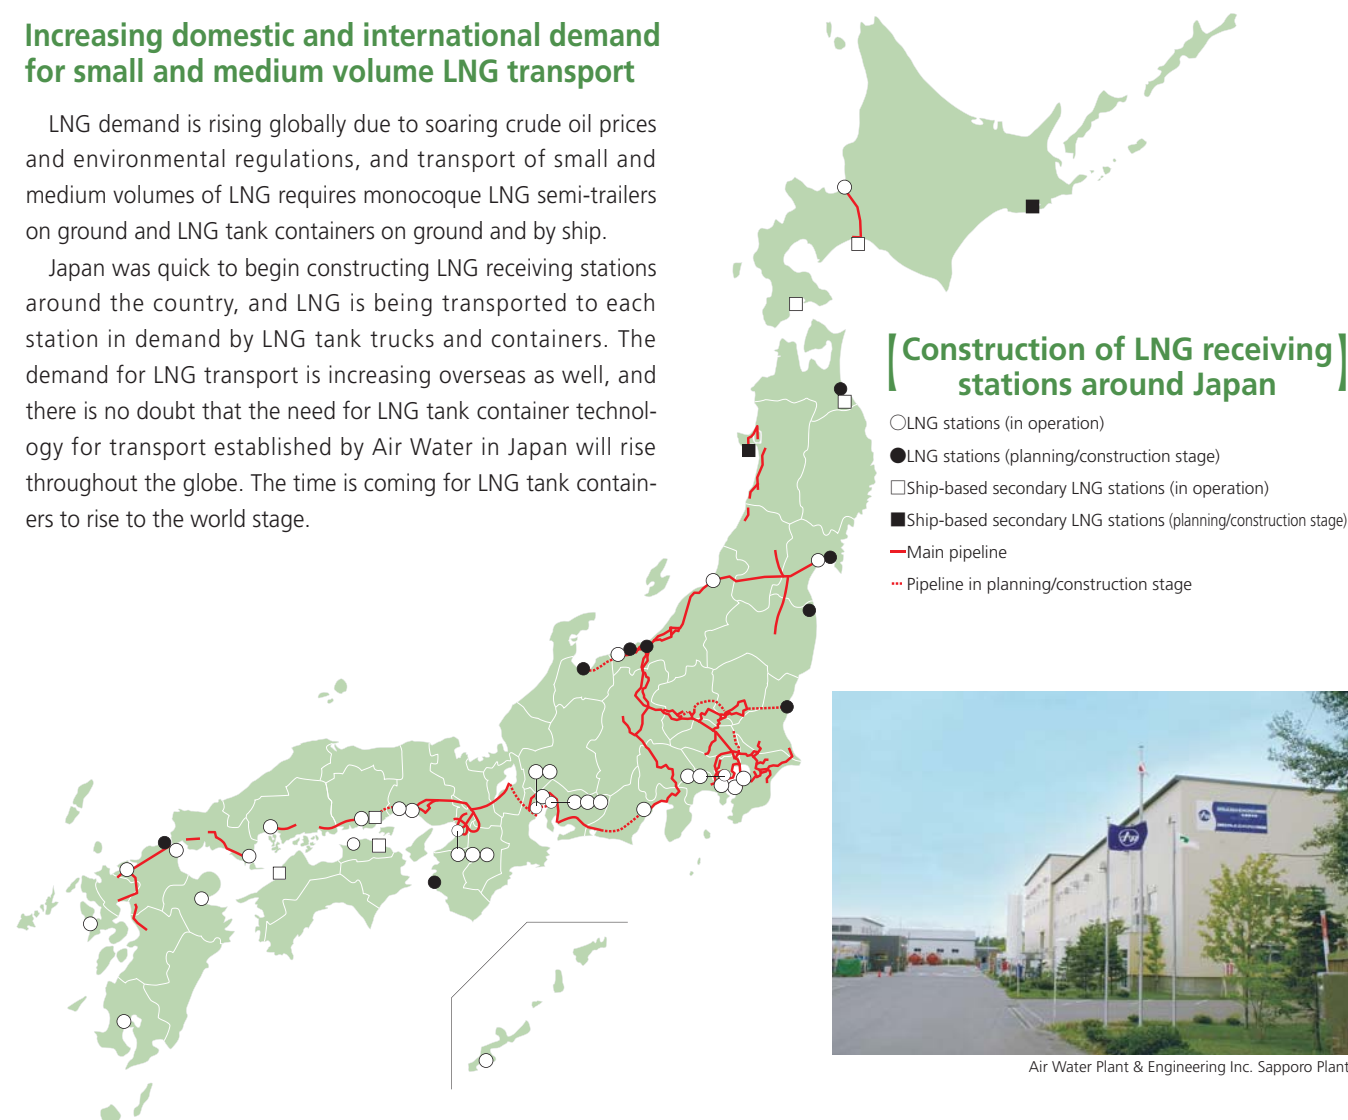 Increasing domestic and international demand
for small and medium volume LNG transport
LNG demand is rising globally due to soaring crude oil prices
and environmental regulations, and transport of small and
medium volumes of LNG requires monocoque LNG semi-trailers
on ground and LNG tank containers on ground and by ship.
Japan was quick to begin constructing LNG receiving stations
around the country, and LNG is being transported to each
station in demand by LNG tank trucks and containers. The
demand for LNG transport is increasing overseas as well, and
there is no doubt that the need for LNG tank container technol-
ogy for transport established by Air Water in Japan will rise
throughout the globe. The time is coming for LNG tank contain-
ers to rise to the world stage.
【Construction of LNG receiving
stations around Japan】
○LNG stations (in operation)
●LNG stations (planning/construction stage)
□Ship-based secondary LNG stations (in operation)
■Ship-based secondary LNG stations (planning/construction stage)
Main pipeline
Pipeline in planning/construction stage
Air Water Plant & Engineering Inc. Sapporo Plant